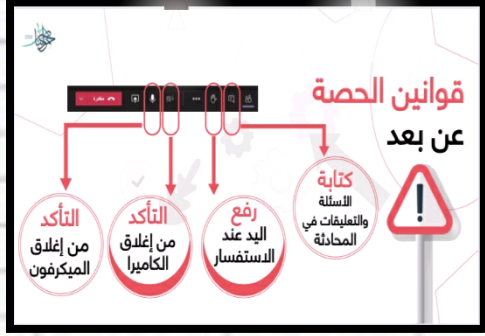 قوانين الحصة
عن بعد
مغادرة
كتابة
الأسئلة
والتعليقات في
المحادثة
رفع
اليد عند
الاستفسار
التأكد
من إغلاق
الكاميرا
التأكد
من إغلاق
الميكرفون